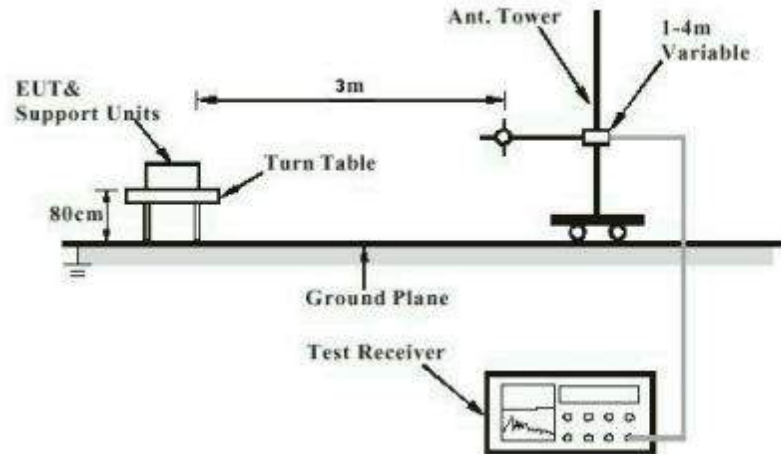 Ant. Tower
1-4m
Variable
EUT&
Support Units
3m
Turn Table
80cm
Ground Plane
Test Receiver